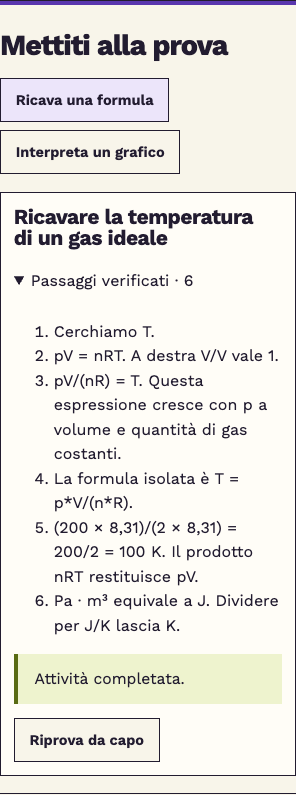 Mettiti alla prova
Ricava una formula
Interpreta un grafico
Ricavare la temperatura
di un gas ideale
▼ Passaggi verificati · 6
1. Cerchiamo T.
2. pV = nRT. A destra V/V vale 1.
3. pV/(nR) = T. Questa
espressione cresce con p a
volume e quantità di gas
costanti.
4. La formula isolata è T =
p*V/(n*R).
5. (200 × 8,31)/(2 × 8,31) =
200/2 = 100 K. Il prodotto
nRT restituisce pV.
6. Pa · m³ equivale a J. Dividere
per J/K lascia K.
Attività completata.
Riprova da capo